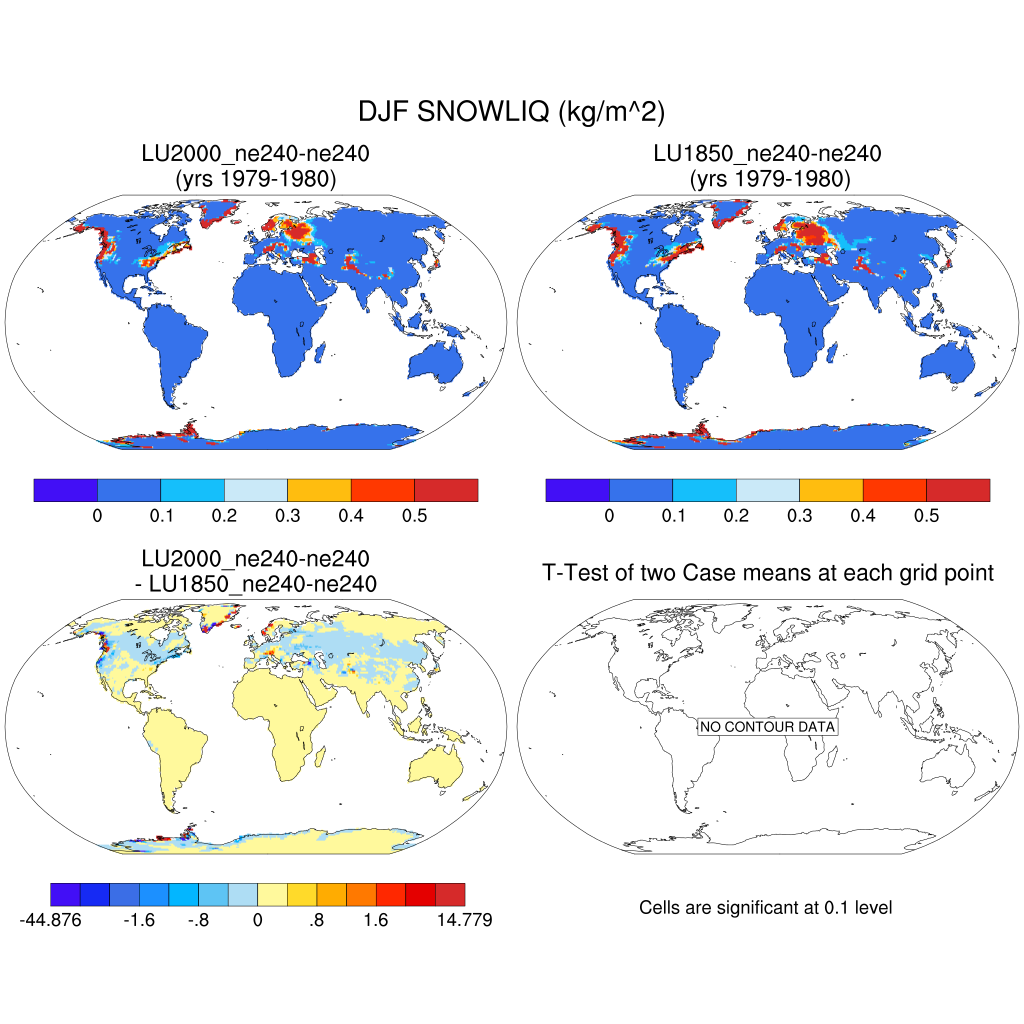 DJF SNOWLIQ (kg/m^2)
LU2000_ne240-ne240
(yrs 1979-1980)
LU1850_ne240-ne240
(yrs 1979-1980)
0 0.1 0.2 0.3 0.4 0.5
0 0.1 0.2 0.3 0.4 0.5
LU2000_ne240-ne240
- LU1850_ne240-ne240
T-Test of two Case means at each grid point
NO CONTOUR DATA
-44.876 -1.6 -.8 0 .8 1.6 14.779
Cells are significant at 0.1 level